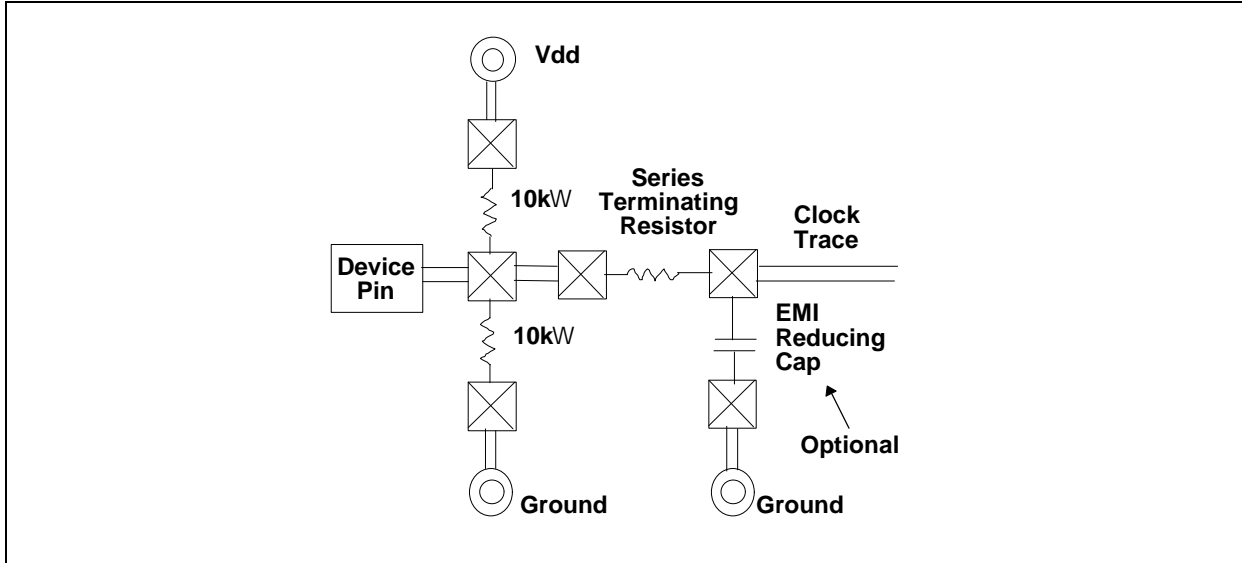 Vdd
10kW
Series
Terminating
Resistor
Clock
Trace
Device
Pin
10kW
EMI
Reducing
Cap
Optional
Ground
Ground